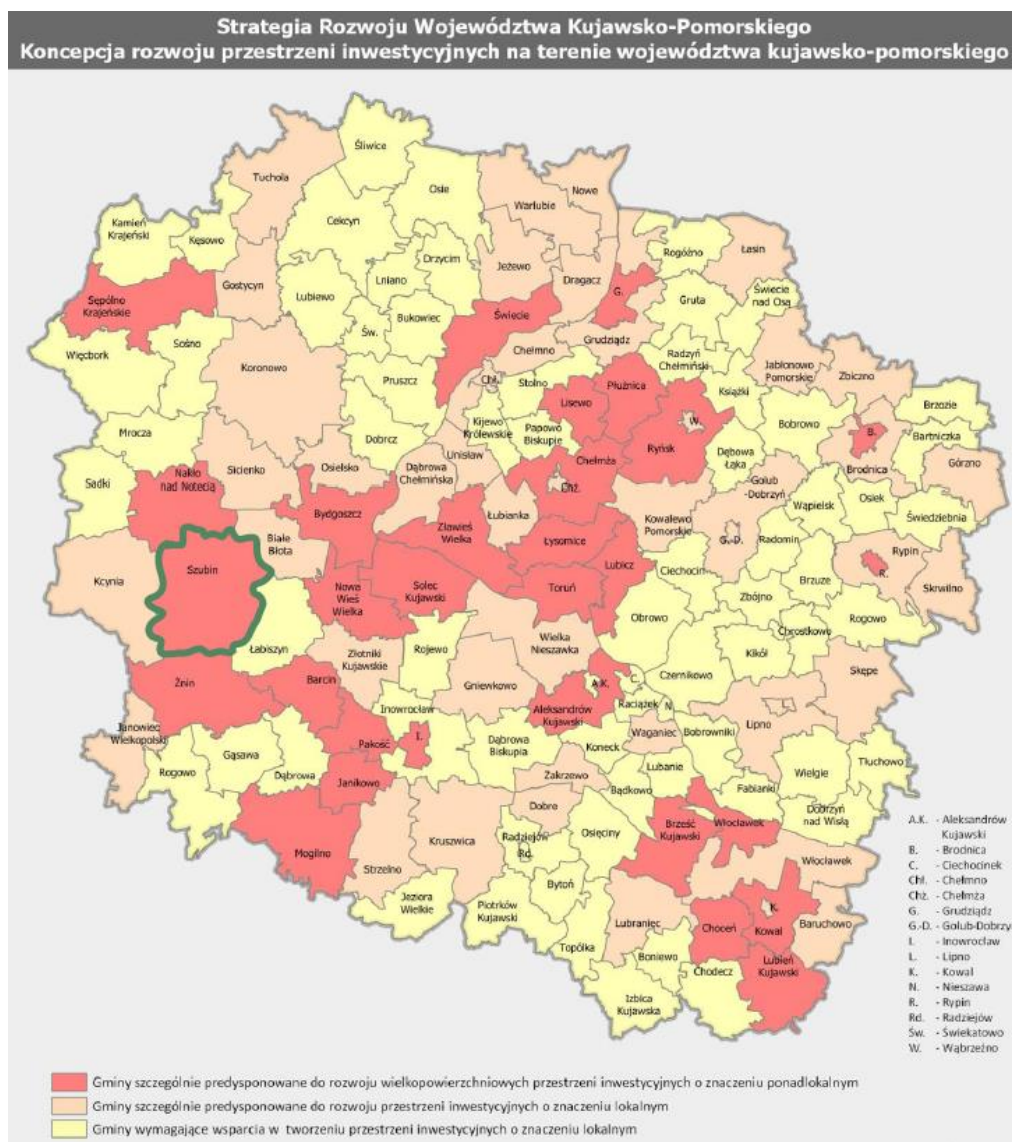 Strategia Rozwoju Województwa Kujawsko-Pomorskiego
Koncepcja rozwoju przestrzeni inwestycyjnych na terenie województwa kujawsko-pomorskiego
Śliwice
Tuchola
Osie
Nowe
Warlubie
Kamień
Krajeński
Kęsowo
Cekcyn
Rogóźno
Łasin
Drzycim
Jeżewo
Dragacz
Gostycyn
Lniano
G.
Gruta
Świecie
nad Osą
Sępólno
Krajeńskie
Lubiewo
Bukowiec
Świecie
Św.
Sośno
Grudziądz
Chełmno
Radzyń
Chełmiński
Jabłonowo
Pomorskie
Zbiczno
Więcbork
Koronowo
Pruszcz
Chł.
Stolno
Płużnica
Książki
Lisewo
Brzozie
Mrocza
Dobrcz
Kijewo
Królewskie
Papowo
Biskupie
W.
Bobrowo
B.
Bartniczka
Unisław
Ryńsk
Dębowa
Łąka
Sadki
Nakło
nad Notecią
Sicienko
Osielsko
Dąbrowa
Chełmińska
Chełmża
Chż.
Brodnica
Górzno
Golub
-Dobrzyń
Osiek
Wąpielsk
Bydgoszcz
Zławieś
Wielka
Łubianka
Kowalewo
Pomorskie
Świedziebnia
Białe
Błota
Łysomice
G.-D.
Radomin
Rypin
Szubin
Kcynia
Lubicz
Ciechocin
R.
Skrwilno
Nowa
Wieś
Wielka
Solec
Kujawski
Toruń
Zbójno
Brzuze
Obrowo
Rogowo
Chrostkowo
Łabiszyn
Złotniki
Kujawskie
Rojewo
Wielka
Nieszawka
Kikół
Skępe
Żnin
Barcin
Gniewkowo
A.K.
C.
Czernikowo
Raciążek
N
Aleksandrów
Kujawski
Inowrocław
L.
Lipno
Janowiec
Wielkopolski
Pakość
I.
Waganiec
Bobrowniki
Gąsawa
Dąbrowa
Biskupia
Koneck
Tłuchowo
Rogowo
Dąbrowa
Janikowo
Zakrzewo
Lubanie
Wielgie
Bądkowo
Fabianki
Dobre
Dobrzyń
nad Wisłą
Mogilno
Kruszwica
Radziejów
Rd.
Osięciny
Brześć
Kujawski
Włocławek
Strzelno
Włocławek
Bytoń
Jeziora
Wielkie
Piotrków
Kujawski
K.
Lubraniec
Choceń
Kowal
Baruchowo
Topólka
Boniewo
Chodecz
Lubień
Kujawski
Izbica
Kujawska
A.K. - Aleksandrów
Kujawski
B. - Brodnica
C. - Ciechocinek
Chł. - Chełmno
Chż. - Chełmża
G. - Grudziądz
G.-D. - Golub-Dobrzy
I. - Inowrocław
L. - Lipno
K. - Kowal
N. - Nieszawa
R. - Rypin
Rd. - Radziejów
Św. - Świekatowo
W. - Wąbrzeźno
Gminy szczególnie predysponowane do rozwoju wielkopowierzchniowych przestrzeni inwestycyjnych o znaczeniu ponadlokalnym
Gminy szczególnie predysponowane do rozwoju przestrzeni inwestycyjnych o znaczeniu lokalnym
Gminy wymagające wsparcia w tworzeniu przestrzeni inwestycyjnych o znaczeniu lokalnym